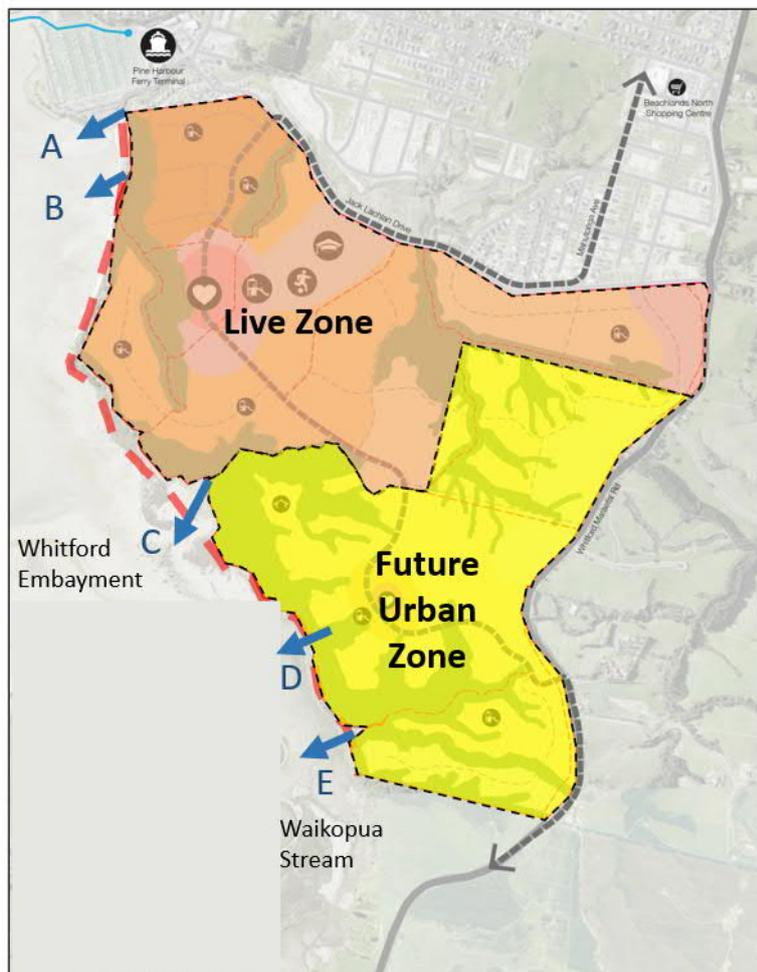 Pine Harbour
Ferry Terminal
Beachlands North
Shopping Centre
A
B
Jack Lachlan Drive
Live Zone
C
Whitford
Embayment
Future
Urban
Zone
D
E
Waikopua
Stream